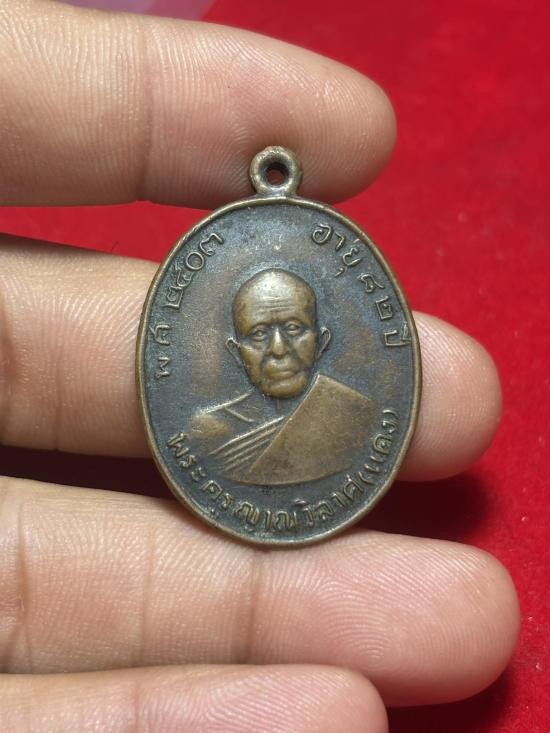 พ ศ ๒๕๐๓
อายุ ๘๒ ปี
พระครูญาณวิลาศ(แดง)